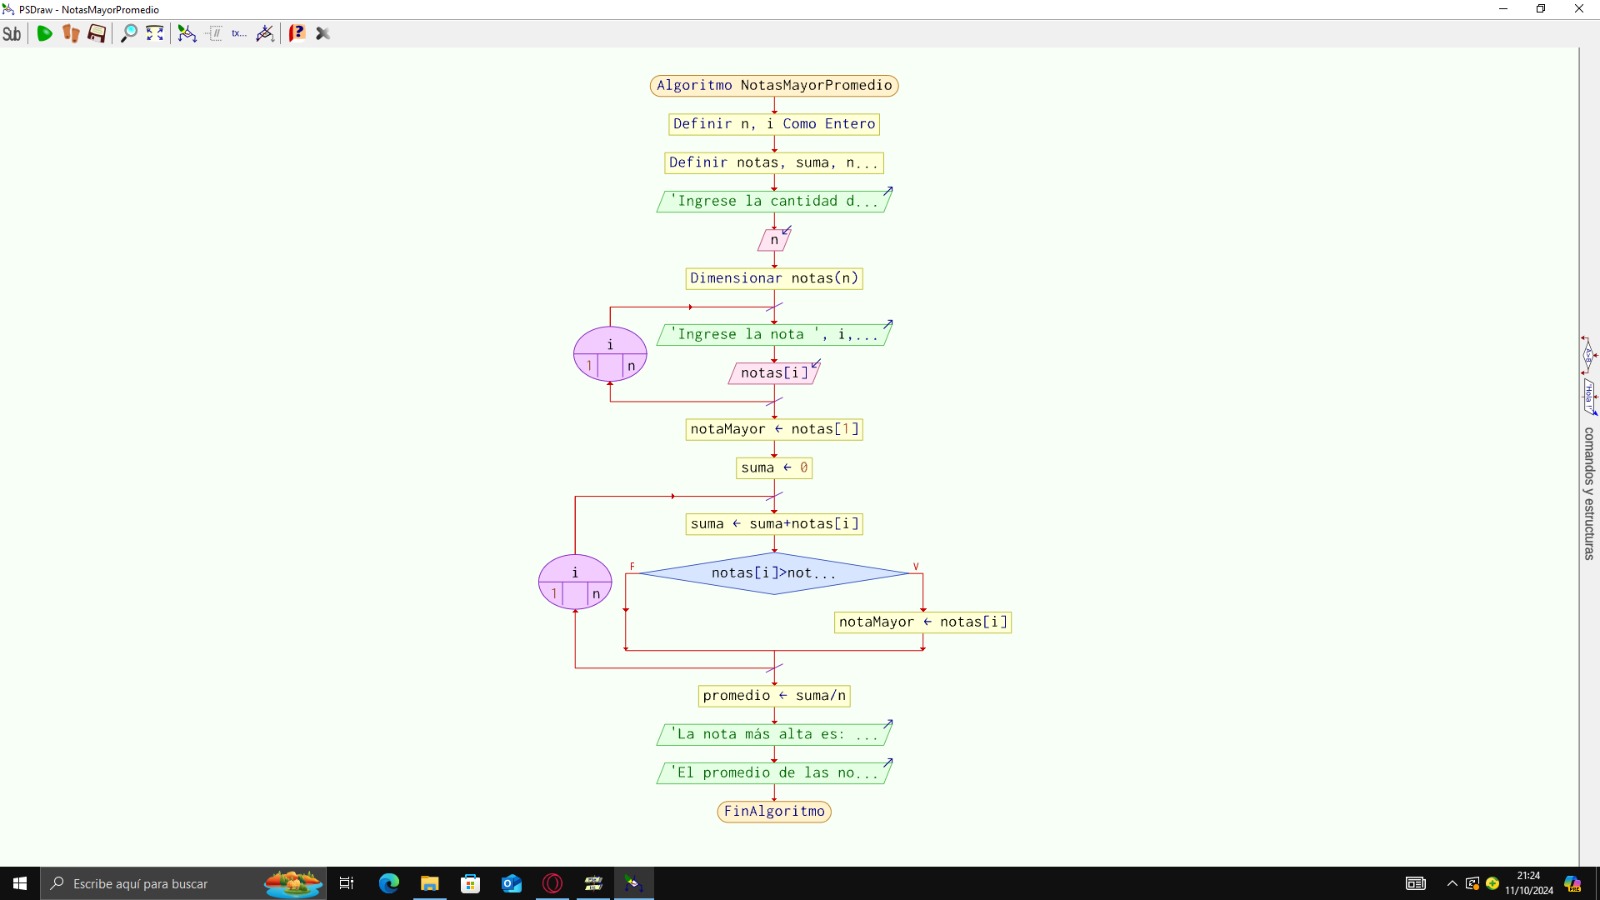 PSDraw - NotasMayorPromedio
Sub
tx...
Algoritmo NotasMayorPromedio
Definir n, i Como Entero
Definir notas, suma, n...
'Ingrese la cantidad d...
n
Dimensionar notas(n)
'Ingrese la nota ', i,...
i
1 n
notas[i]
notaMayor ← notas[1]
suma ← 0
suma ← suma+notas[i]
F
V
notas[i]>not...
i
1 n
notaMayor ← notas[i]
promedio ← suma/n
'La nota más alta es: ...
'El promedio de las no...
FinAlgoritmo
comandos y estructuras
Escribe aquí para buscar
21:24
11/10/2024